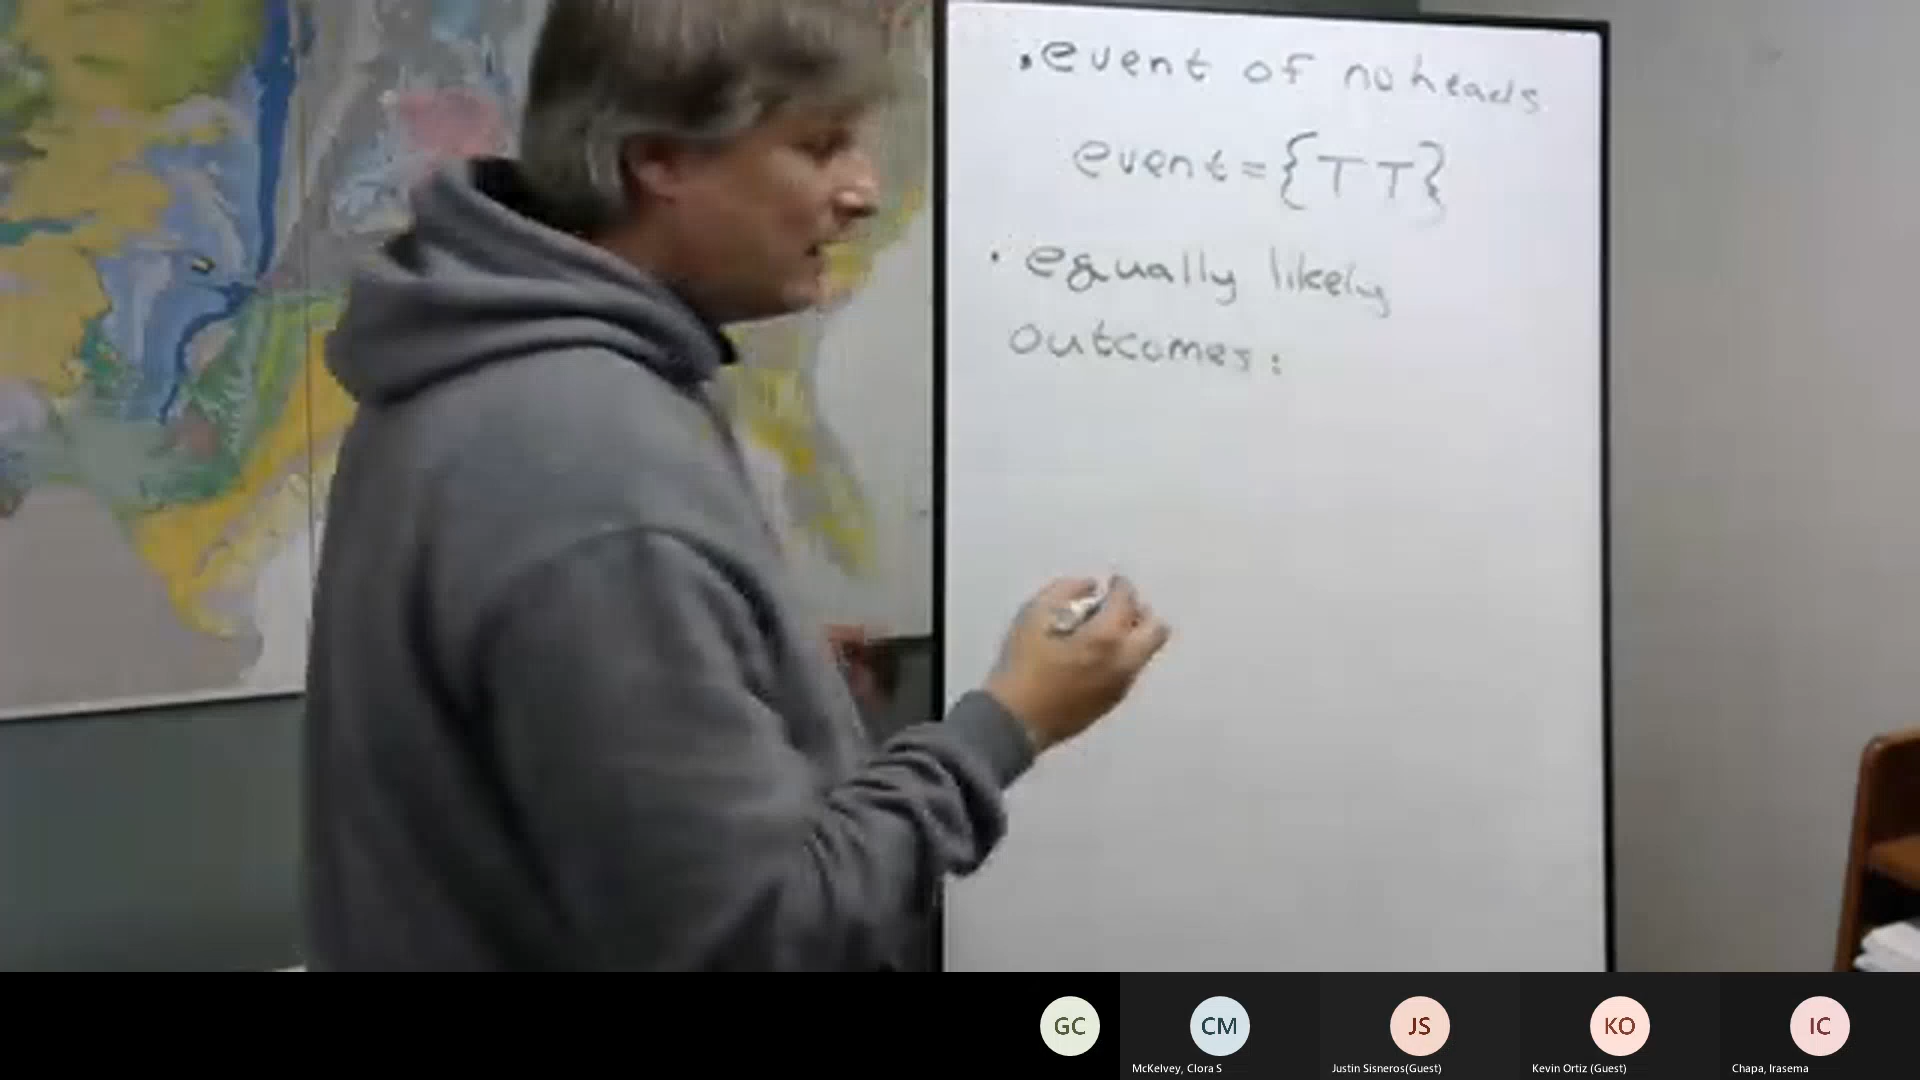 • event of no heads
event = {TT}
• equally likely
outcomes:
GC
CM
JS
KO
IC
McKelvey, Clora S
Justin Sisneros(Guest)
Kevin Ortiz (Guest)
Chapa, Irasema